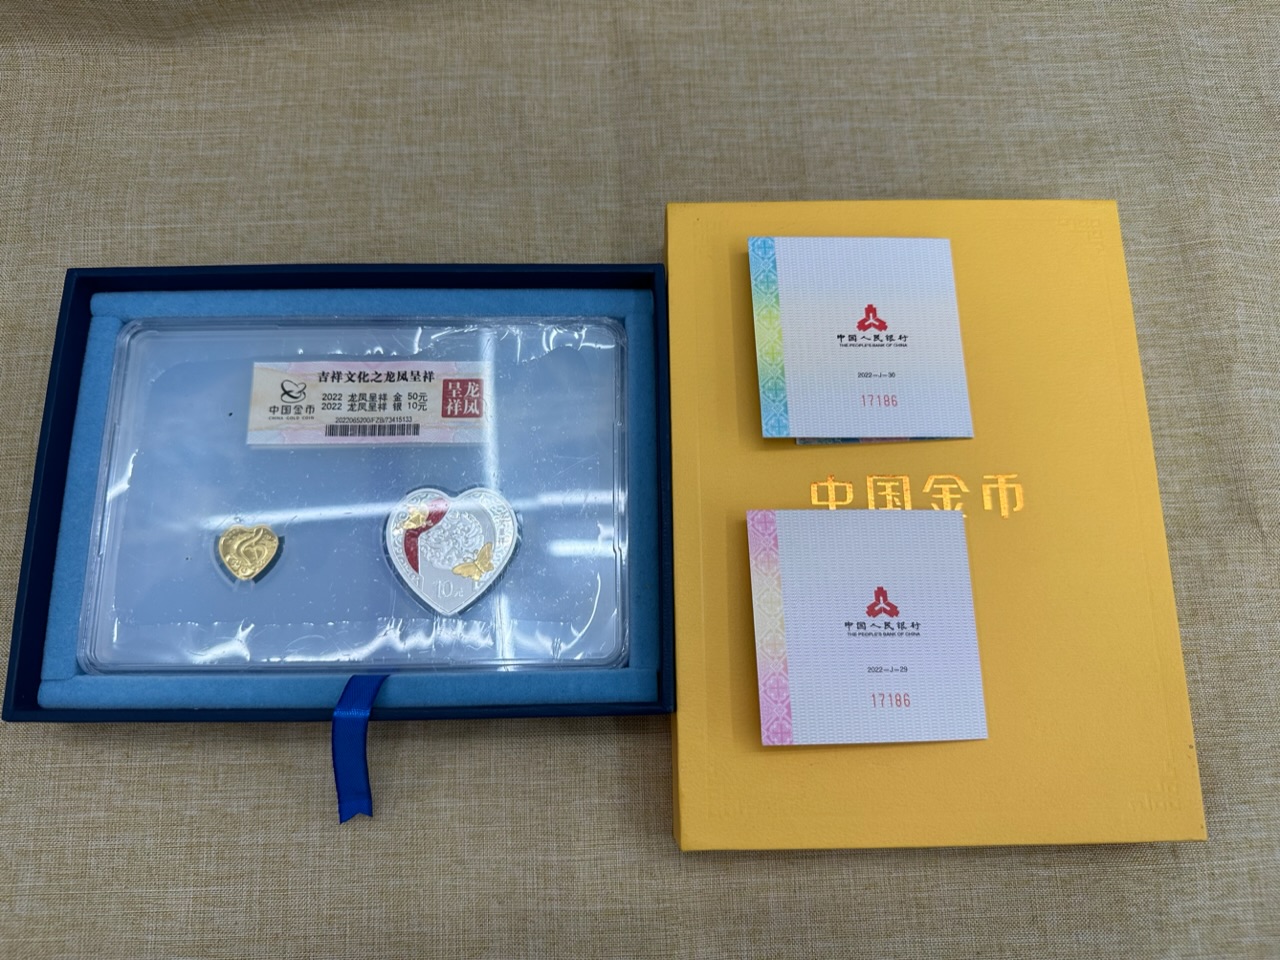 中国金币
CHINA GOLD COIN
吉祥文化之龙凤呈祥
2022 龙凤呈祥 金 50元
2022 龙凤呈祥 银 10元
龙凤
呈祥
10元
中国人民银行
THE PEOPLE'S BANK OF CHINA
2022—J—30
17186
中国金币
中国人民银行
THE PEOPLE'S BANK OF CHINA
2022—J—29
17186